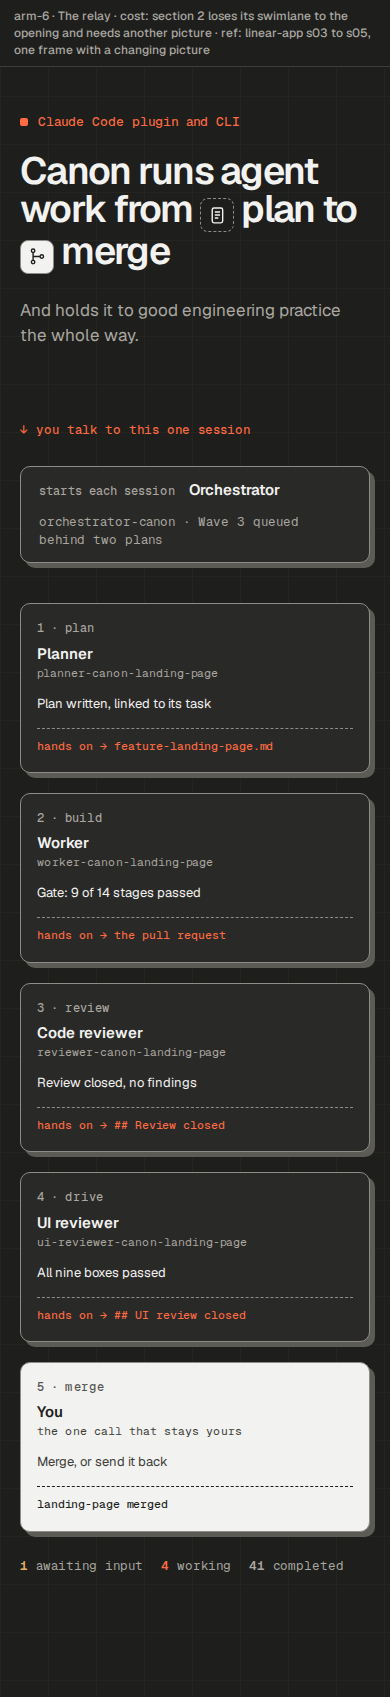 arm-6 · The relay · cost: section 2 loses its swimlane to the
opening and needs another picture · ref: linear-app s03 to s05,
one frame with a changing picture
Claude Code plugin and CLI
Canon runs agent
work from plan to
merge
And holds it to good engineering practice
the whole way.
↓ you talk to this one session
starts each session Orchestrator
orchestrator-canon · Wave 3 queued
behind two plans
1 · plan
Planner
planner-canon-landing-page
Plan written, linked to its task
hands on → feature-landing-page.md
2 · build
Worker
worker-canon-landing-page
Gate: 9 of 14 stages passed
hands on → the pull request
3 · review
Code reviewer
reviewer-canon-landing-page
Review closed, no findings
hands on → ## Review closed
4 · drive
UI reviewer
ui-reviewer-canon-landing-page
All nine boxes passed
hands on → ## UI review closed
5 · merge
You
the one call that stays yours
Merge, or send it back
landing-page merged
1 awaiting input 4 working 41 completed